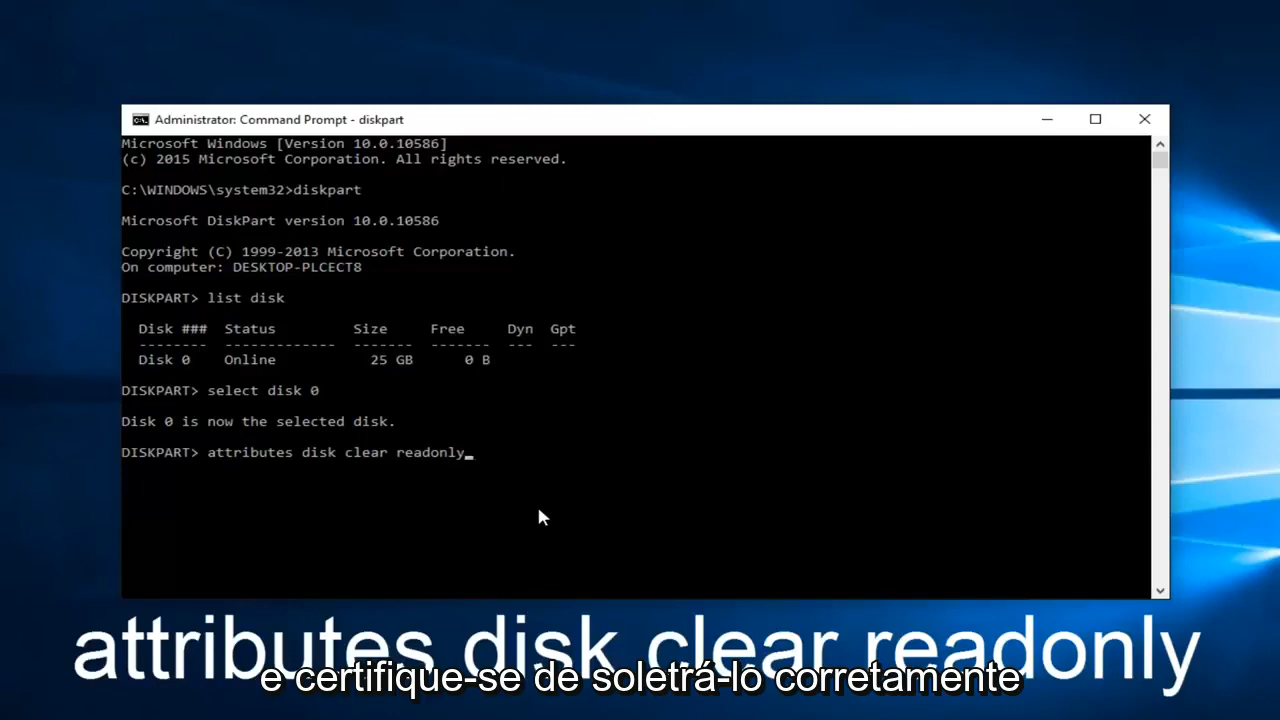 Administrator: Command Prompt - diskpart
Microsoft Windows [Version 10.0.10586]
(c) 2015 Microsoft Corporation. All rights reserved.
C:\WINDOWS\system32>diskpart
Microsoft DiskPart version 10.0.10586
Copyright (C) 1999-2013 Microsoft Corporation.
On computer: DESKTOP-PLCECT8
DISKPART> list disk
Disk ### Status Size Free Dyn Gpt
-------- ------------- ------- ------- --- ---
Disk 0 Online 25 GB 0 B
DISKPART> select disk 0
Disk 0 is now the selected disk.
DISKPART> attributes disk clear readonly_
attributes disk clear readonly
e certifique-se de soletrá-lo corretamente